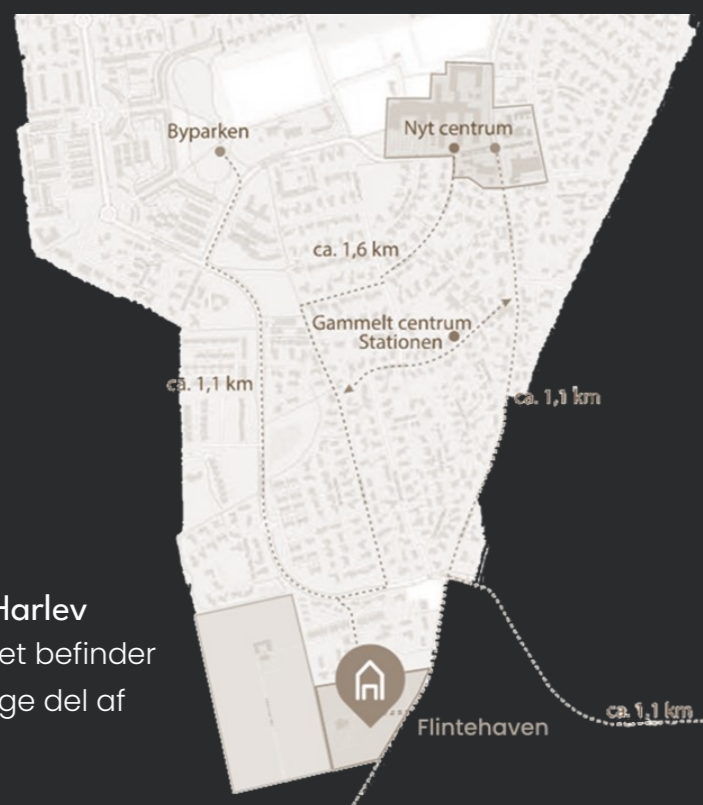 Byparken
Nyt centrum
ca. 1,6 km
Gammelt centrum
Stationen
ca. 1,1 km
ca. 1,1 km
Harlev
et befinder
ge del af
ca. 1,1 km
Flintehaven